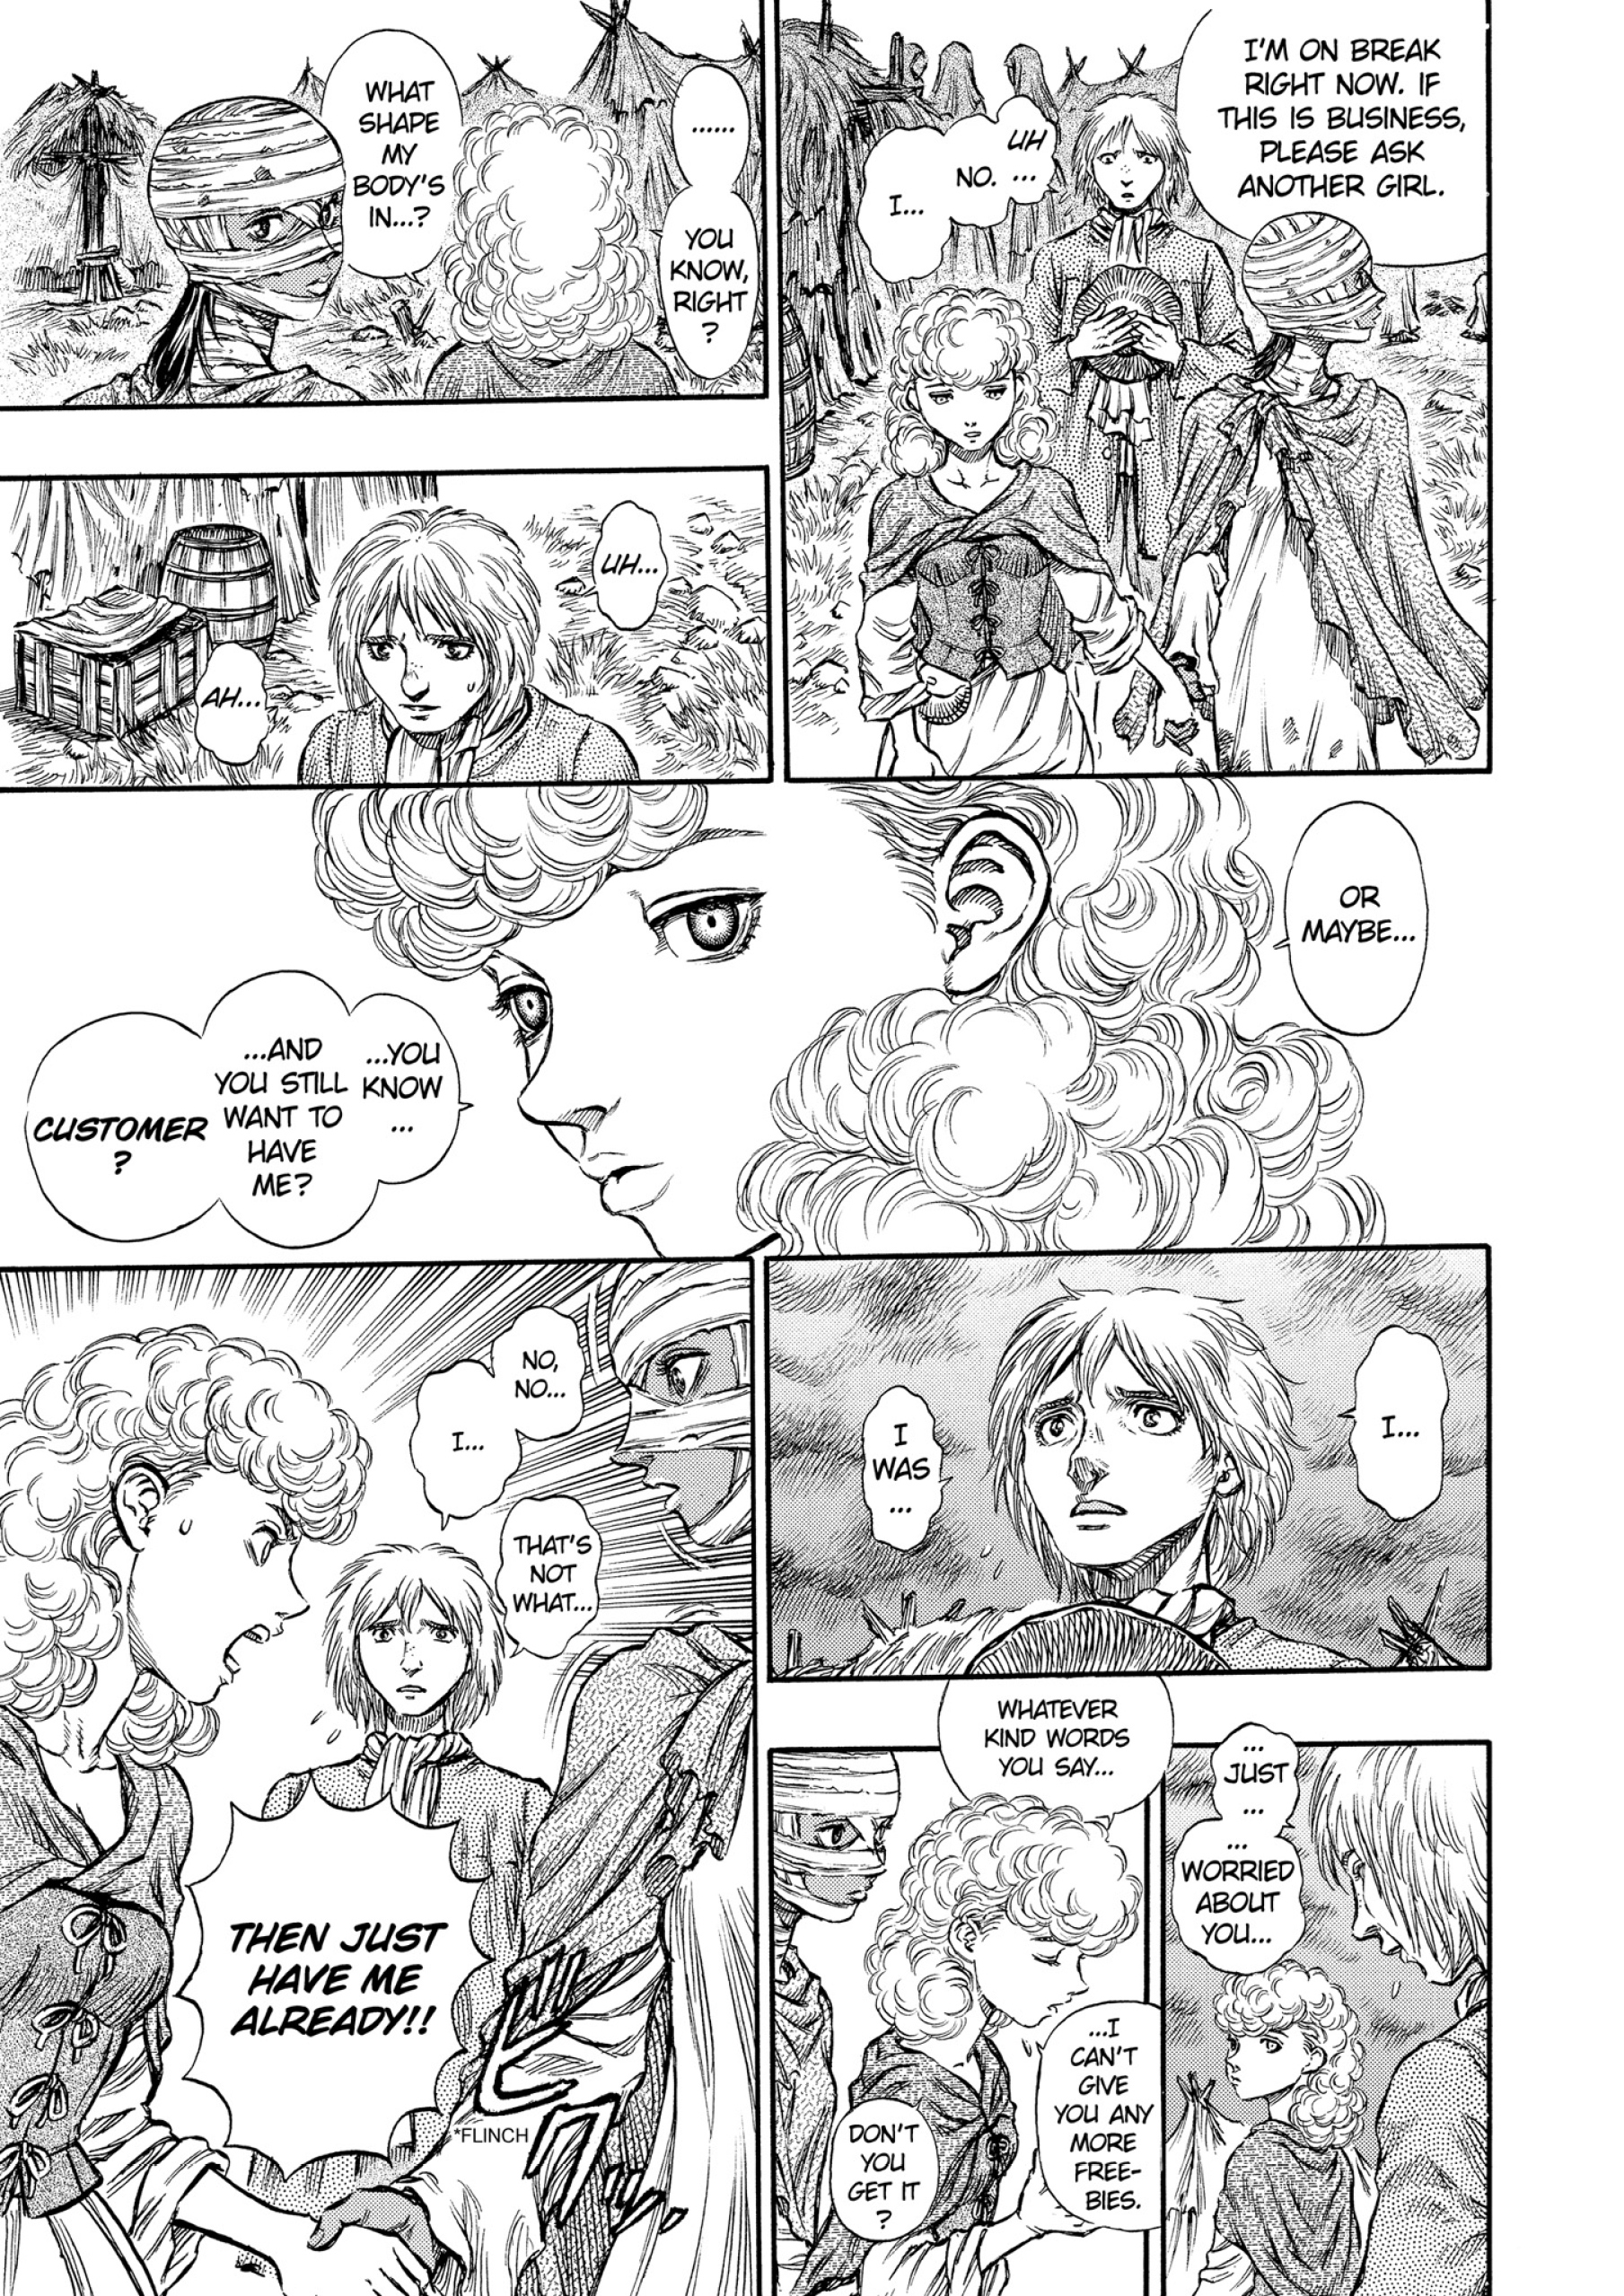 I'M ON BREAK
RIGHT NOW. IF
THIS IS BUSINESS,
PLEASE ASK
ANOTHER GIRL.
UH
...
NO.
I...
......
YOU
KNOW,
RIGHT
?
WHAT
SHAPE
MY
BODY'S
IN...?
UH...
AH...
OR
MAYBE...
...YOU
KNOW
...
...AND
YOU STILL
WANT TO
HAVE
ME?
CUSTOMER
?
I...
I
WAS
...
...
JUST
...
...
WORRIED
ABOUT
YOU...
WHATEVER
KIND WORDS
YOU SAY...
...I
CAN'T
GIVE
YOU ANY
MORE
FREE-
BIES.
DON'T
YOU
GET IT
?
NO,
NO...
I...
THAT'S
NOT
WHAT...
THEN JUST
HAVE ME
ALREADY!!
ビクッ
*FLINCH